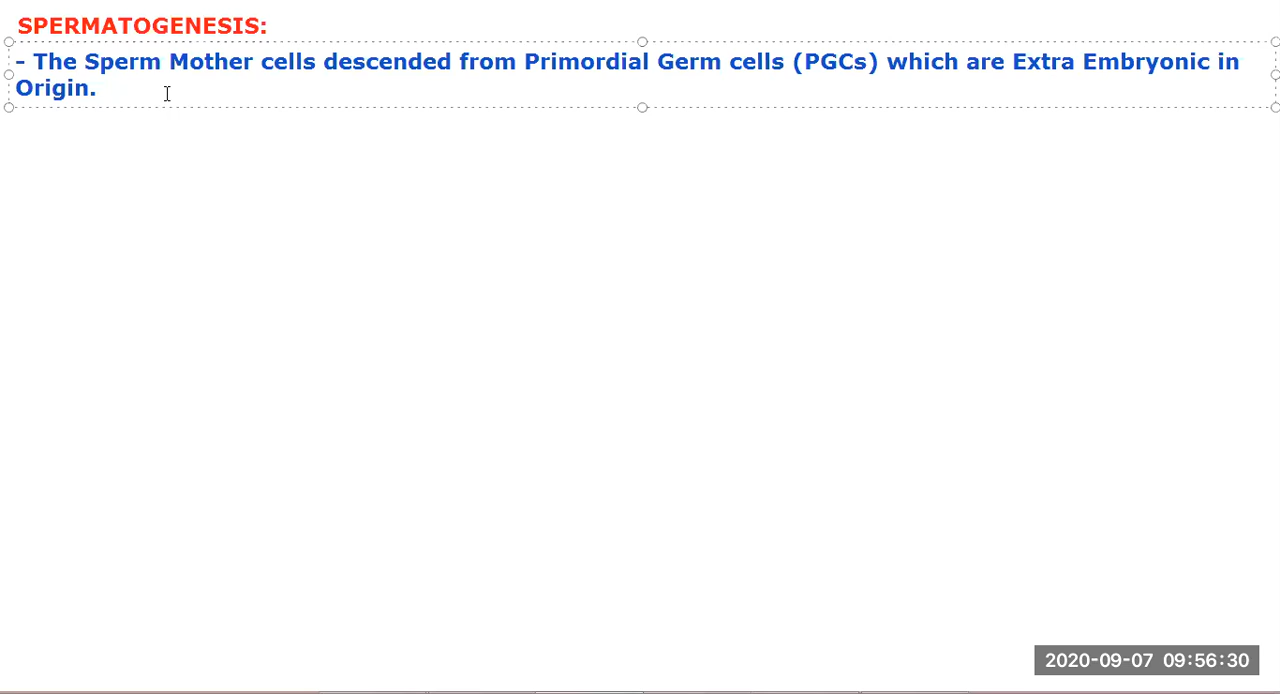 SPERMATOGENESIS:
- The Sperm Mother cells descended from Primordial Germ cells (PGCs) which are Extra Embryonic in
Origin.
2020-09-07 09:56:30